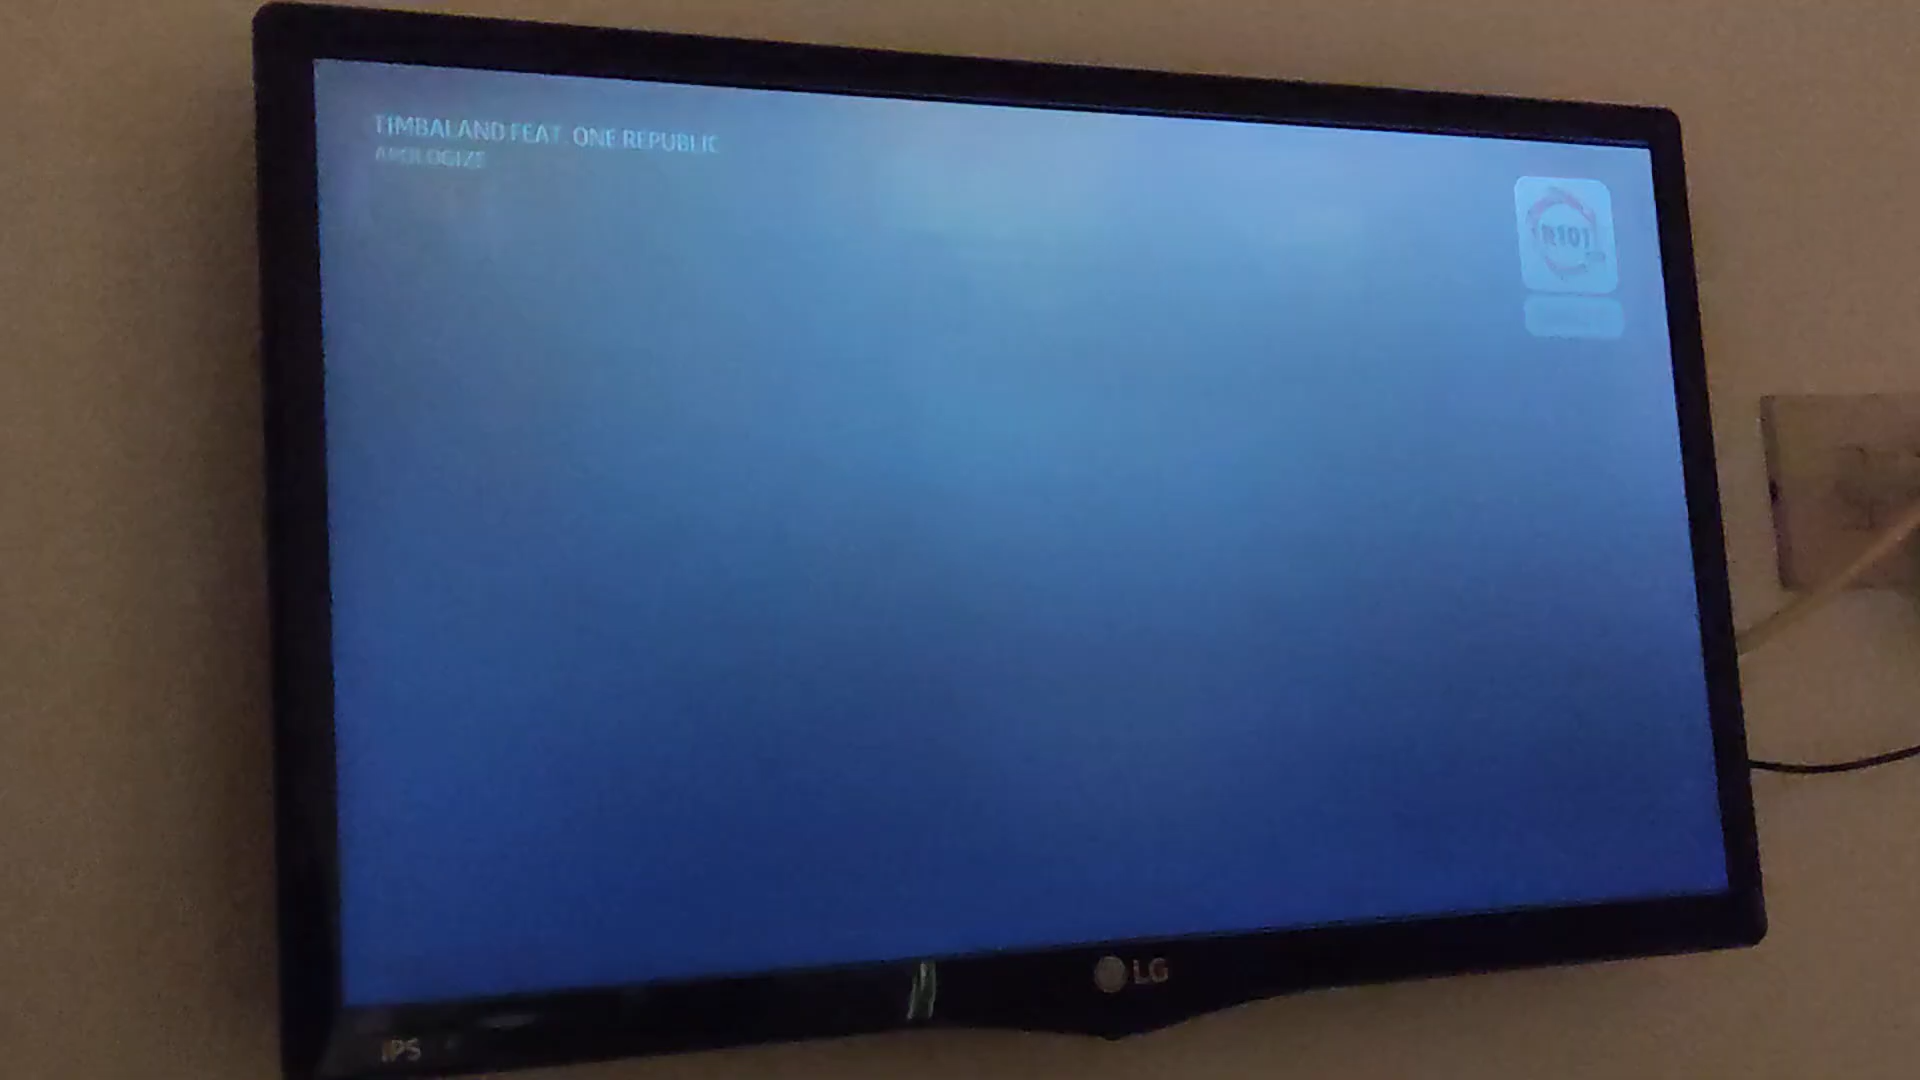 TIMBALAND FEAT. ONE REPUBLIC
APOLOGIZE
R101
LG
IPS